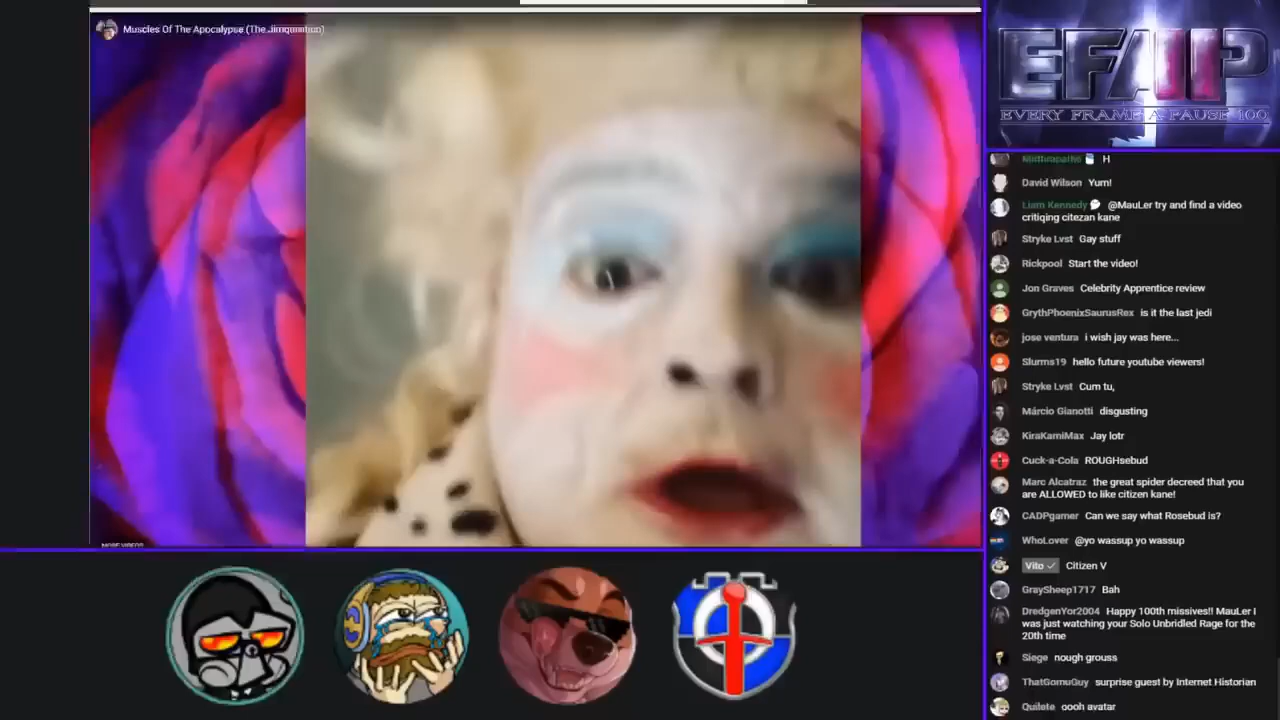 Muscles Of The Apocalypse (The Jimquisition)
EFAP
EVERY FRAME A PAUSE 100
H
David Wilson Yum!
Liam Kennedy @MauLer try and find a video
critiqing citezan kane
Stryke Lvst Gay stuff
Rickpool Start the video!
Jon Graves Celebrity Apprentice review
GrythPhoenixSaurusRex is it the last jedi
jose ventura i wish jay was here...
Slurms19 hello future youtube viewers!
Stryke Lvst Cum tu,
Márcio Gianotti disgusting
KiraKamiMax Jay lotr
Cuck-a-Cola ROUGHsebud
Marc Alcatraz the great spider decreed that you
are ALLOWED to like citizen kane!
CADPgamer Can we say what Rosebud is?
WhoLover @yo wassup yo wassup
Vito Citizen V
GraySheep1717 Bah
DredgenYor2004 Happy 100th missives!! MauLer I
was just watching your Solo Unbridled Rage for the
20th time
Siege nough grouss
ThatGomuGuy surprise guest by Internet Historian
Quilete oooh avatar
MORE VIDEOS